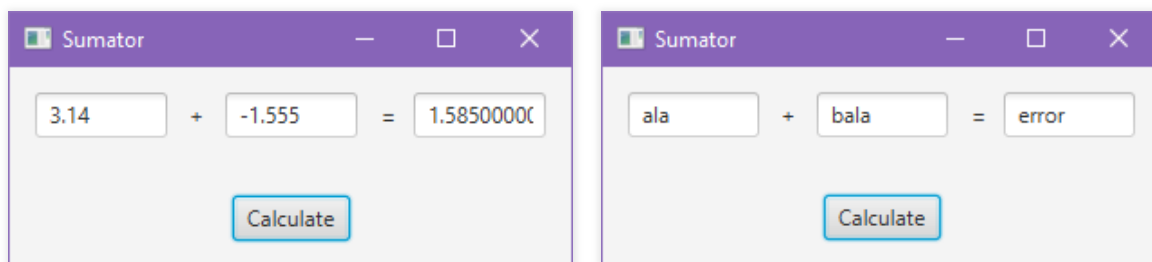 Sumator
3.14 + -1.555 = 1.58500000
Calculate
Sumator
ala + bala = error
Calculate